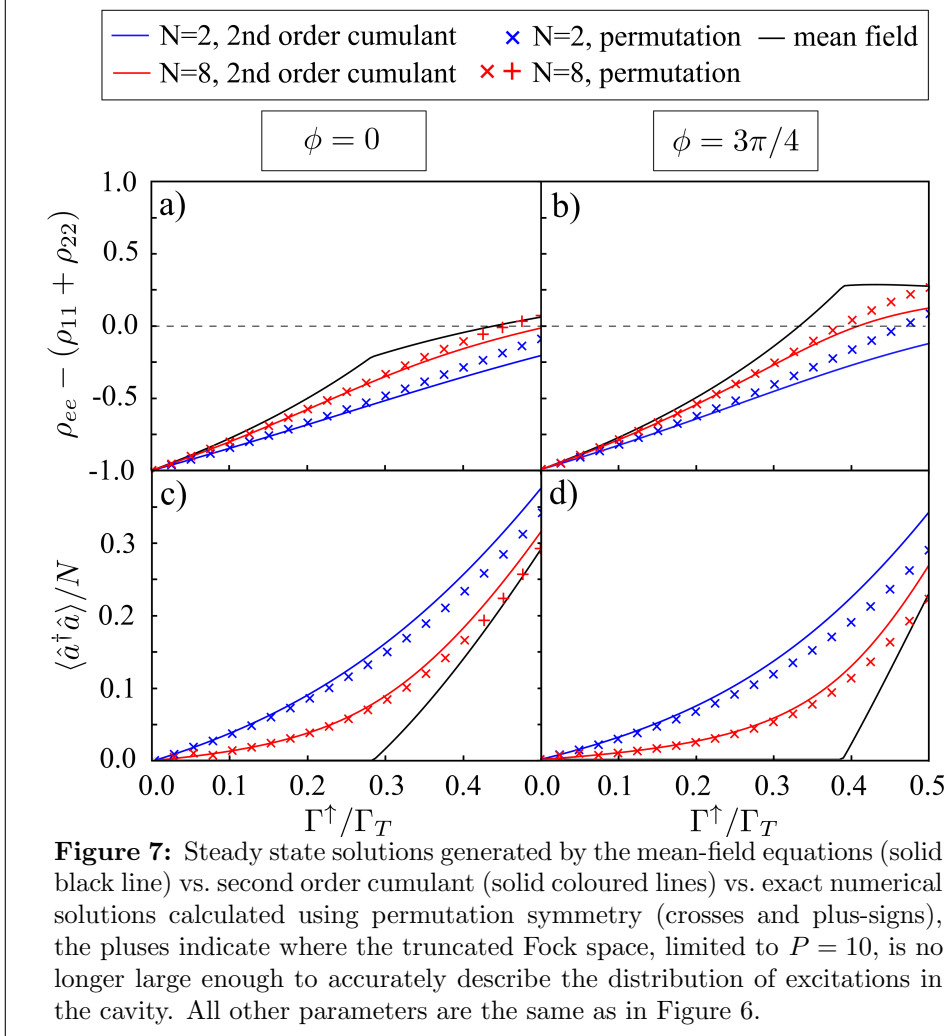 N=2, 2nd order cumulant N=2, permutation mean field
N=8, 2nd order cumulant N=8, permutation
ϕ = 0
ϕ = 3π/4
1.0
0.5
0.0
-0.5
-1.0
ρ_ee − (ρ_11 + ρ_22)
a)
b)
0.3
0.2
0.1
0.0
⟨â†â⟩/N
c)
d)
0.0 0.1 0.2 0.3 0.4 0.0 0.1 0.2 0.3 0.4 0.5
Γ↑/Γ_T Γ↑/Γ_T
Figure 7: Steady state solutions generated by the mean-field equations (solid
black line) vs. second order cumulant (solid coloured lines) vs. exact numerical
solutions calculated using permutation symmetry (crosses and plus-signs),
the pluses indicate where the truncated Fock space, limited to P = 10, is no
longer large enough to accurately describe the distribution of excitations in
the cavity. All other parameters are the same as in Figure 6.